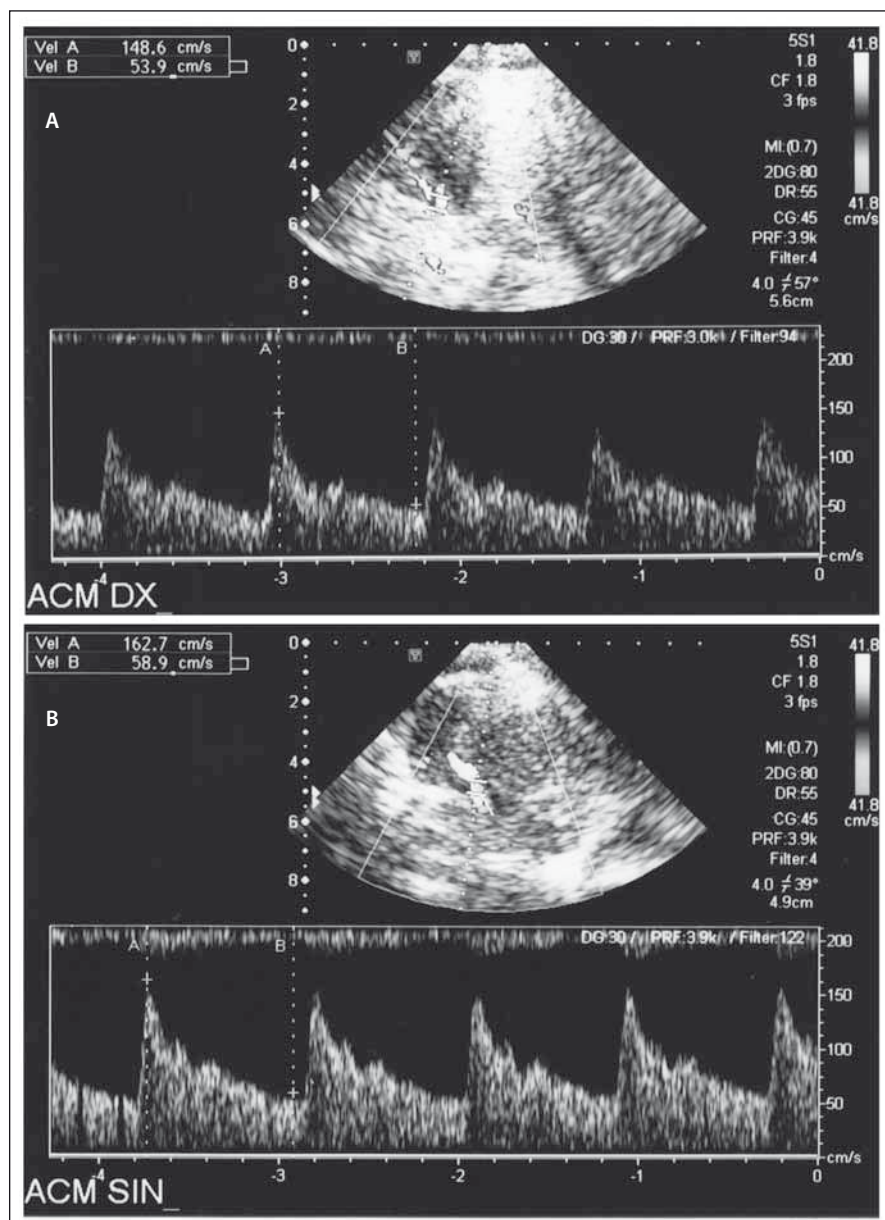 Vel A 148.6 cm/s
Vel B 53.9 cm/s
A
0
2
4
6
8
5S1
1.8
CF 1.8
3 fps
MI:(0.7)
2DG:80
DR:55
CG:45
PRF:3.9k
Filter:4
4.0 57°
5.6cm
41.8
41.8
cm/s
A
B
DG:30 / PRF:3.0k / Filter:94
200
150
100
50
cm/s
-4
-3
-2
-1
0
ACM DX_
Vel A 162.7 cm/s
Vel B 58.9 cm/s
B
0
2
4
6
8
5S1
1.8
CF 1.8
3 fps
MI:(0.7)
2DG:80
DR:55
CG:45
PRF:3.9k
Filter:4
4.0 39°
4.9cm
41.8
41.8
cm/s
A
B
DG:30 / PRF:3.9k / Filter:122
200
150
100
50
cm/s
-4
-3
-2
-1
0
ACM SIN_